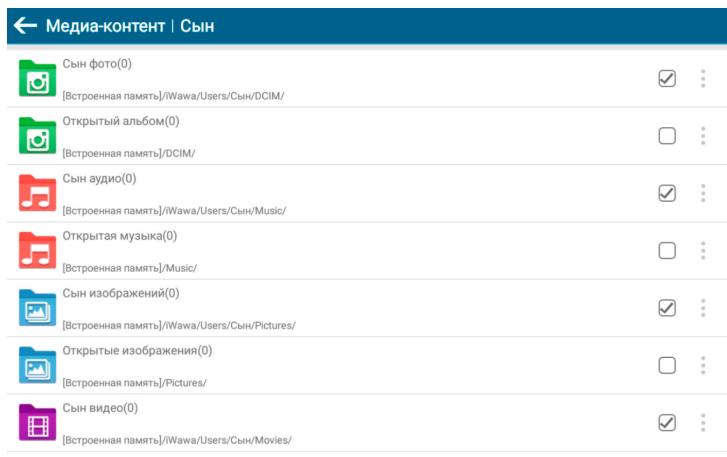 Медиа-контент | Сын
Сын фото(0)
[Встроенная память]/iWawa/Users/Сын/DCIM/
Открытый альбом(0)
[Встроенная память]/DCIM/
Сын аудио(0)
[Встроенная память]/iWawa/Users/Сын/Music/
Открытая музыка(0)
[Встроенная память]/Music/
Сын изображений(0)
[Встроенная память]/iWawa/Users/Сын/Pictures/
Открытые изображения(0)
[Встроенная память]/Pictures/
Сын видео(0)
[Встроенная память]/iWawa/Users/Сын/Movies/